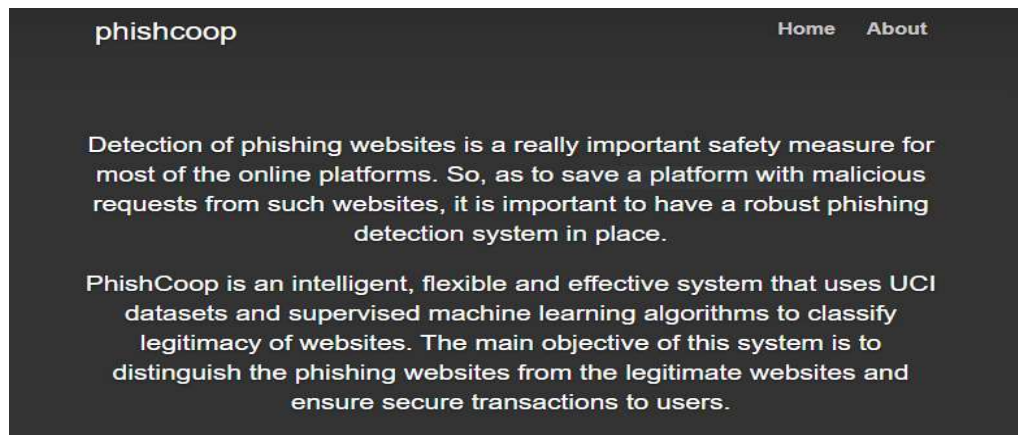 phishcoop
Home About
Detection of phishing websites is a really important safety measure for
most of the online platforms. So, as to save a platform with malicious
requests from such websites, it is important to have a robust phishing
detection system in place.
PhishCoop is an intelligent, flexible and effective system that uses UCI
datasets and supervised machine learning algorithms to classify
legitimacy of websites. The main objective of this system is to
distinguish the phishing websites from the legitimate websites and
ensure secure transactions to users.